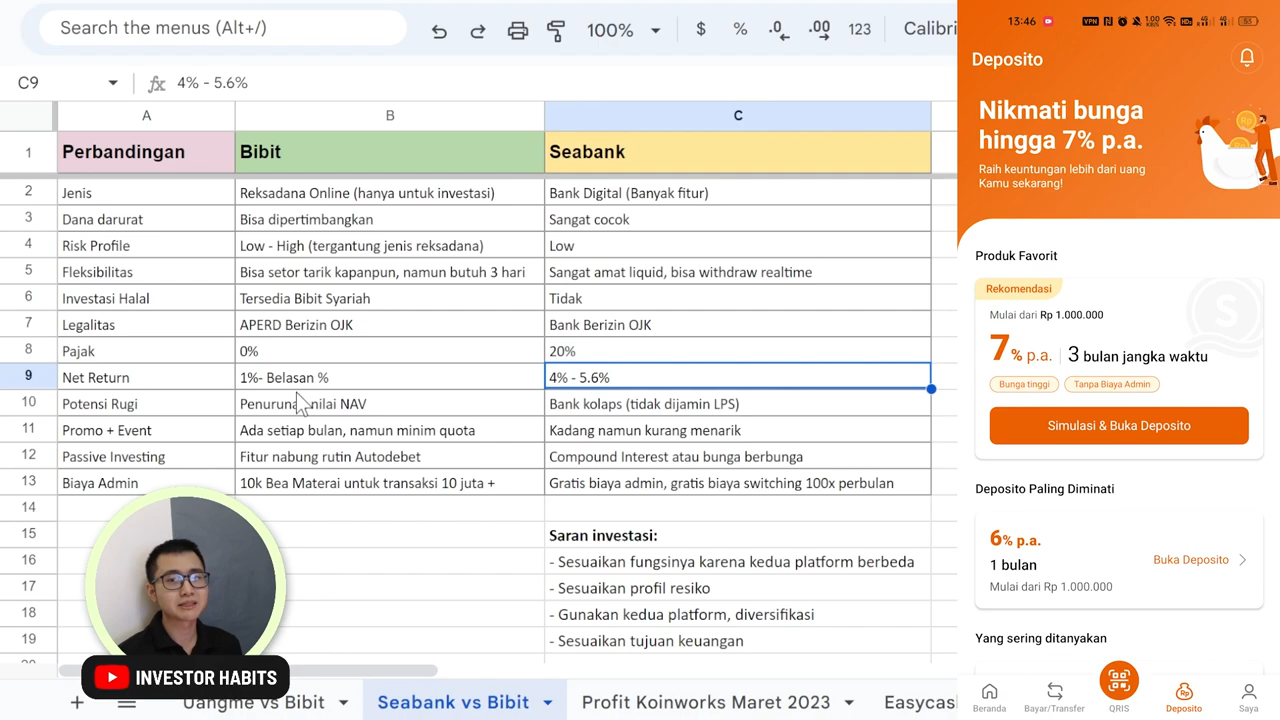 Search the menus (Alt+/)
100%
$ % .0 .00 123 Calibri
C9 fx 4% - 5.6%
A B C
1 Perbandingan Bibit Seabank
2 Jenis Reksadana Online (hanya untuk investasi) Bank Digital (Banyak fitur)
3 Dana darurat Bisa dipertimbangkan Sangat cocok
4 Risk Profile Low - High (tergantung jenis reksadana) Low
5 Fleksibilitas Bisa setor tarik kapanpun, namun butuh 3 hari Sangat amat liquid, bisa withdraw realtime
6 Investasi Halal Tersedia Bibit Syariah Tidak
7 Legalitas APERD Berizin OJK Bank Berizin OJK
8 Pajak 0% 20%
9 Net Return 1%- Belasan % 4% - 5.6%
10 Potensi Rugi Penurunan nilai NAV Bank kolaps (tidak dijamin LPS)
11 Promo + Event Ada setiap bulan, namun minim quota Kadang namun kurang menarik
12 Passive Investing Fitur nabung rutin Autodebet Compound Interest atau bunga berbunga
13 Biaya Admin 10k Bea Materai untuk transaksi 10 juta + Gratis biaya admin, gratis biaya switching 100x perbulan
14
15 Saran investasi:
16 - Sesuaikan fungsinya karena kedua platform berbeda
17 - Sesuaikan profil resiko
18 - Gunakan kedua platform, diversifikasi
19 - Sesuaikan tujuan keuangan
INVESTOR HABITS
Uangme vs Bibit Seabank vs Bibit Profit Koinworks Maret 2023 Easycas
13:46 VPN 1.00 KB/S HD 4G 4G 53
Deposito
Nikmati bunga
hingga 7% p.a.
Raih keuntungan lebih dari uang
Kamu sekarang!
Rp
Produk Favorit
Rekomendasi
Mulai dari Rp 1.000.000
7% p.a. 3 bulan jangka waktu
Bunga tinggi Tanpa Biaya Admin
S
Simulasi & Buka Deposito
Deposito Paling Diminati
6% p.a.
1 bulan
Buka Deposito
Mulai dari Rp 1.000.000
Yang sering ditanyakan
Beranda Bayar/Transfer QRIS Deposito Saya